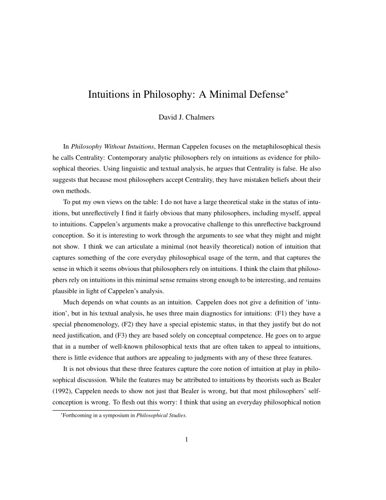 Intuitions in Philosophy: A Minimal Defense*
David J. Chalmers
In Philosophy Without Intuitions, Herman Cappelen focuses on the metaphilosophical thesis
he calls Centrality: Contemporary analytic philosophers rely on intuitions as evidence for philo-
sophical theories. Using linguistic and textual analysis, he argues that Centrality is false. He also
suggests that because most philosophers accept Centrality, they have mistaken beliefs about their
own methods.
To put my own views on the table: I do not have a large theoretical stake in the status of intu-
itions, but unreflectively I find it fairly obvious that many philosophers, including myself, appeal
to intuitions. Cappelen's arguments make a provocative challenge to this unreflective background
conception. So it is interesting to work through the arguments to see what they might and might
not show. I think we can articulate a minimal (not heavily theoretical) notion of intuition that
captures something of the core everyday philosophical usage of the term, and that captures the
sense in which it seems obvious that philosophers rely on intuitions. I think the claim that philoso-
phers rely on intuitions in this minimal sense remains strong enough to be interesting, and remains
plausible in light of Cappelen's analysis.
Much depends on what counts as an intuition. Cappelen does not give a definition of 'intu-
ition', but in his textual analysis, he uses three main diagnostics for intuitions: (F1) they have a
special phenomenology, (F2) they have a special epistemic status, in that they justify but do not
need justification, and (F3) they are based solely on conceptual competence. He goes on to argue
that in a number of well-known philosophical texts that are often taken to appeal to intuitions,
there is little evidence that authors are appealing to judgments with any of these three features.
It is not obvious that these three features capture the core notion of intuition at play in philo-
sophical discussion. While the features may be attributed to intuitions by theorists such as Bealer
(1992), Cappelen needs to show not just that Bealer is wrong, but that most philosophers' self-
conception is wrong. To flesh out this worry: I think that using an everyday philosophical notion
*Forthcoming in a symposium in Philosophical Studies.
1